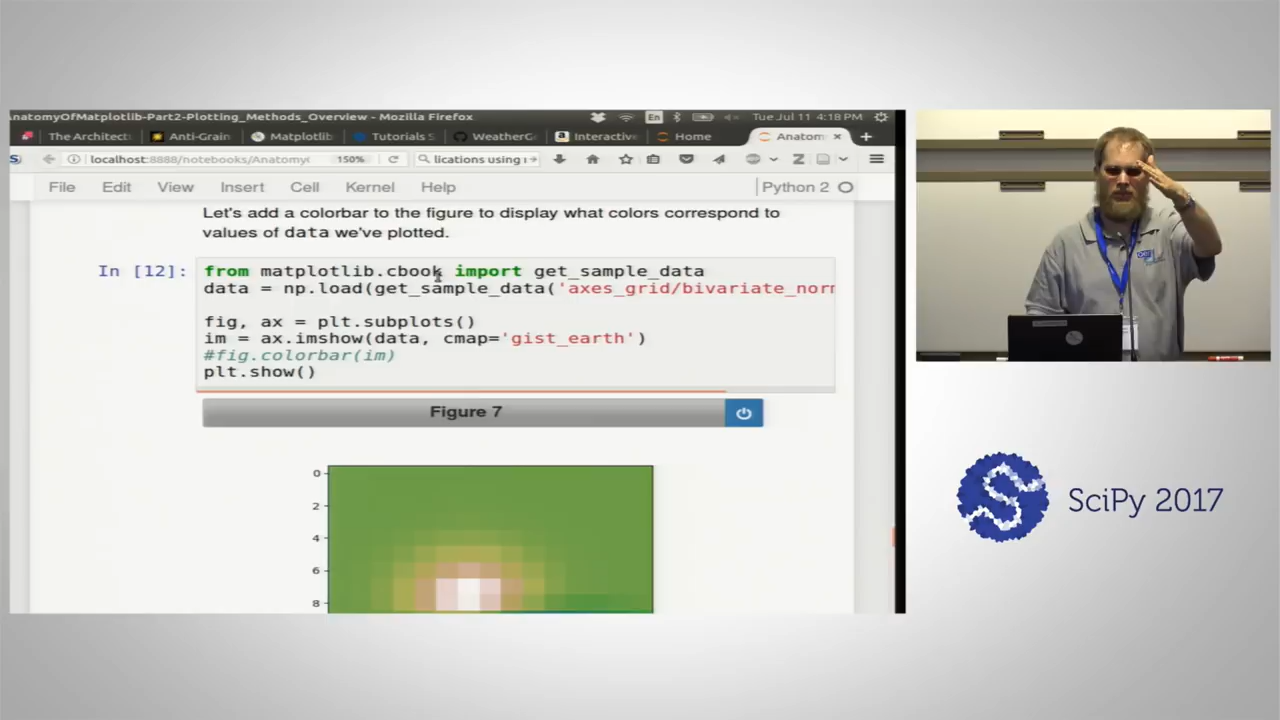 AnatomyOfMatplotlib-Part2-Plotting_Methods_Overview - Mozilla Firefox
En
Tue Jul 11 4:18 PM
The Architect
Anti-Grain
Matplotlib
Tutorials S
WeatherG
Interactive
Home
Anatom
localhost:8888/notebooks/Anatomy
150%
lications using
File Edit View Insert Cell Kernel Help
Python 2
Let's add a colorbar to the figure to display what colors correspond to
values of data we've plotted.
In [12]:
from matplotlib.cbook import get_sample_data
data = np.load(get_sample_data('axes_grid/bivariate_norm
fig, ax = plt.subplots()
im = ax.imshow(data, cmap='gist_earth')
#fig.colorbar(im)
plt.show()
Figure 7
0
2
4
6
8
SciPy 2017